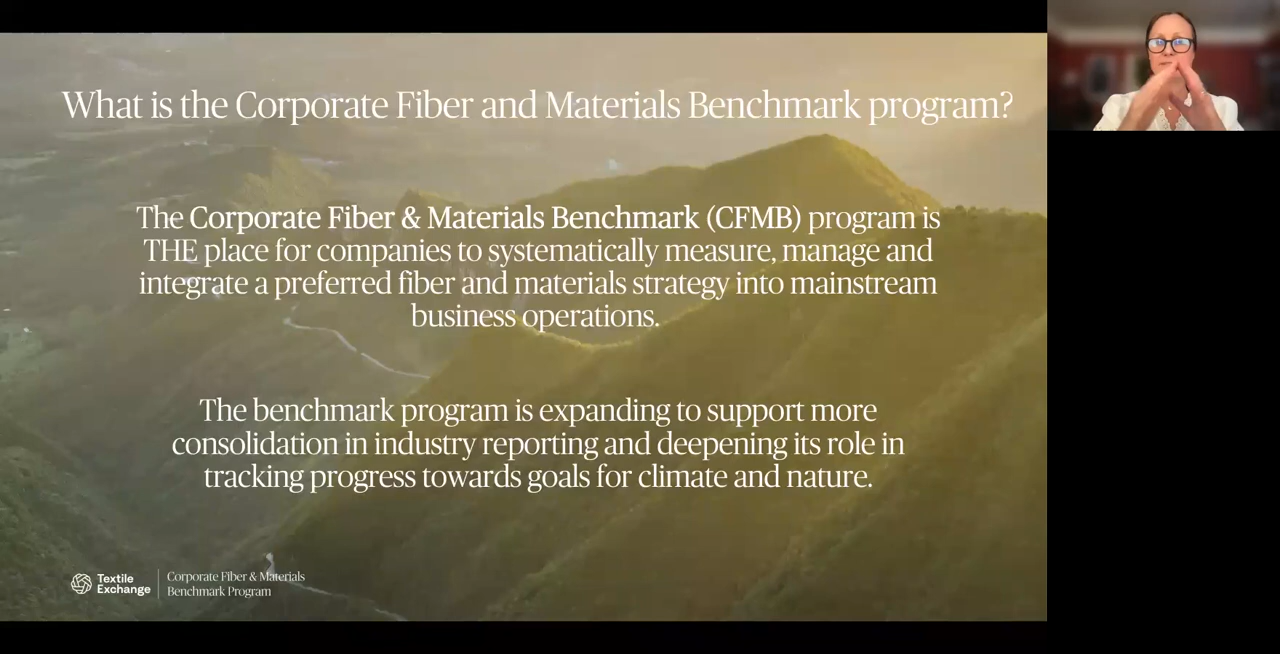 What is the Corporate Fiber and Materials Benchmark program?
The Corporate Fiber & Materials Benchmark (CFMB) program is
THE place for companies to systematically measure, manage and
integrate a preferred fiber and materials strategy into mainstream
business operations.
The benchmark program is expanding to support more
consolidation in industry reporting and deepening its role in
tracking progress towards goals for climate and nature.
Textile
Exchange
Corporate Fiber & Materials
Benchmark Program